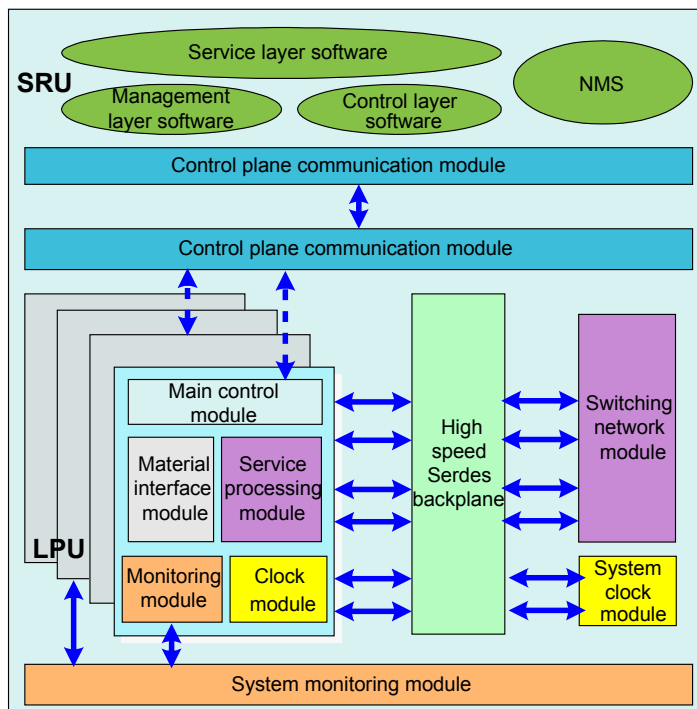 Service layer software
SRU
NMS
Management
layer software
Control layer
software
Control plane communication module
Control plane communication module
Main control
module
Material
interface
module
Service
processing
module
LPU
Monitoring
module
Clock
module
High
speed
Serdes
backplane
Switching
network
module
System
clock
module
System monitoring module